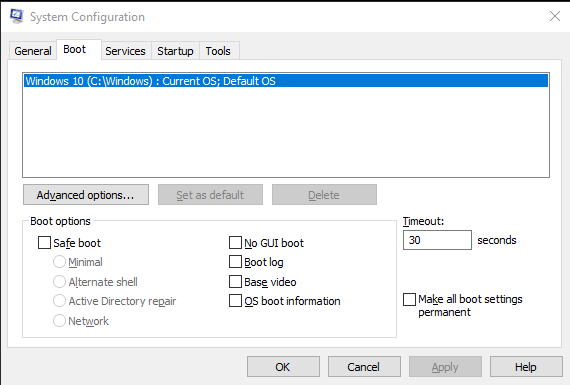 System Configuration
General Boot Services Startup Tools
Windows 10 (C:\Windows) : Current OS; Default OS
Advanced options... Set as default Delete
Boot options
Safe boot
Minimal
Alternate shell
Active Directory repair
Network
No GUI boot
Boot log
Base video
OS boot information
Timeout:
30 seconds
Make all boot settings
permanent
OK Cancel Apply Help